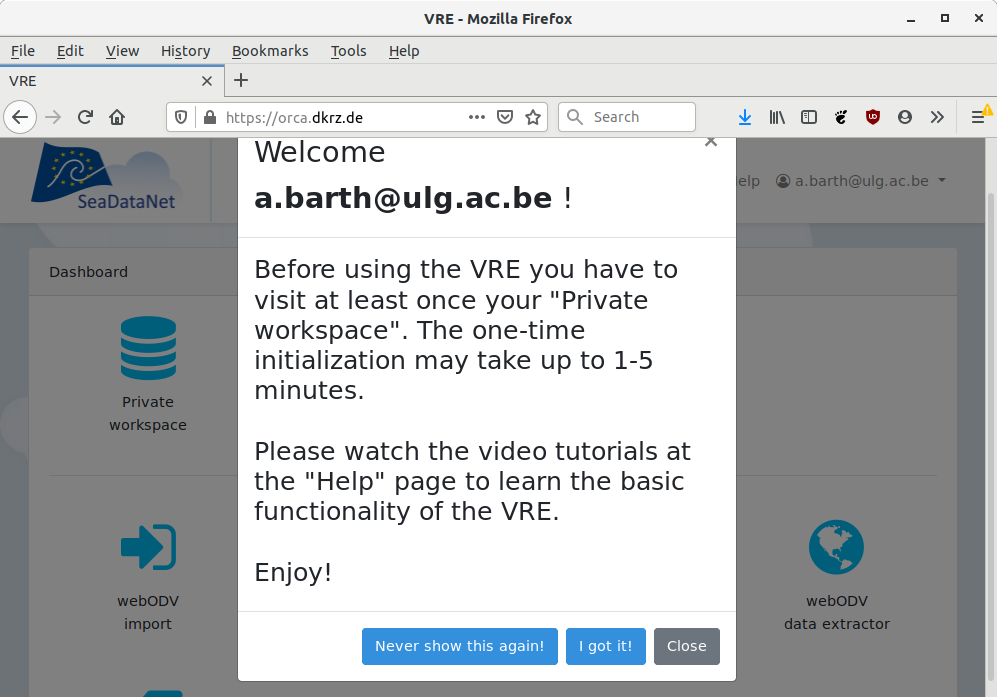 VRE - Mozilla Firefox
File Edit View History Bookmarks Tools Help
VRE
https://orca.dkrz.de
Search
SeaDataNet
elp
a.barth@ulg.ac.be
Welcome
a.barth@ulg.ac.be !
Dashboard
Before using the VRE you have to
visit at least once your "Private
workspace". The one-time
initialization may take up to 1-5
minutes.
Please watch the video tutorials at
the "Help" page to learn the basic
functionality of the VRE.
Enjoy!
Private
workspace
webODV
import
webODV
data extractor
Never show this again!
I got it!
Close